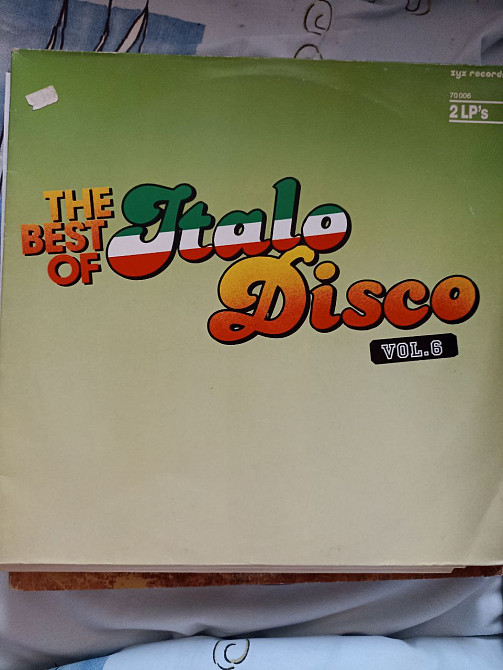 zyx records
70 006
2 LP's
THE
BEST
OF
Italo
Disco
VOL.6